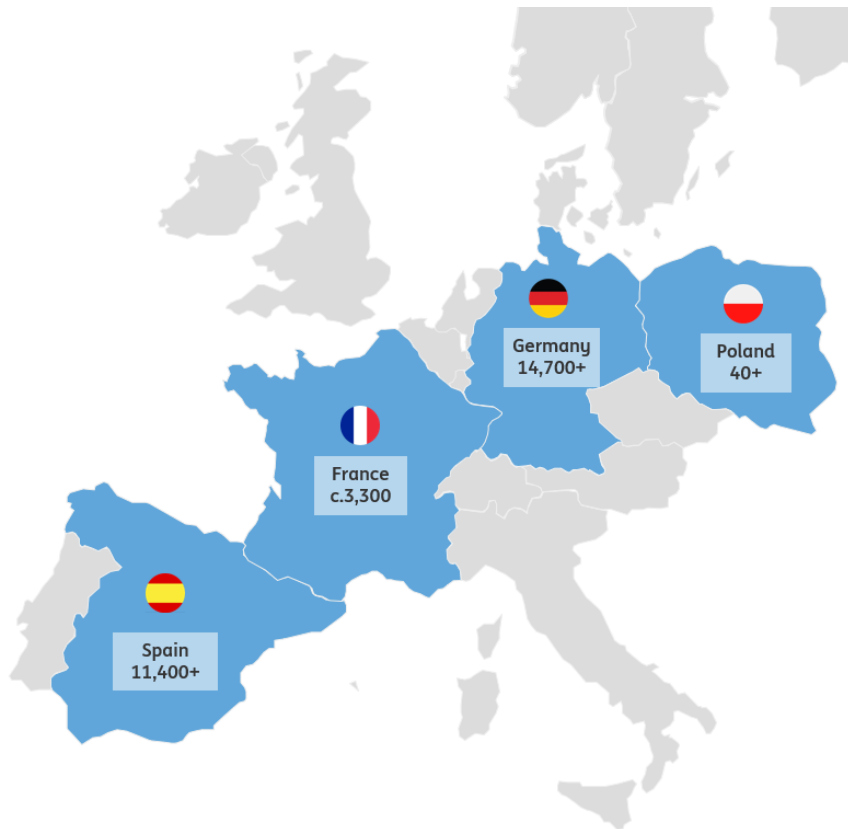 Germany
14,700+
Poland
40+
France
c.3,300
Spain
11,400+